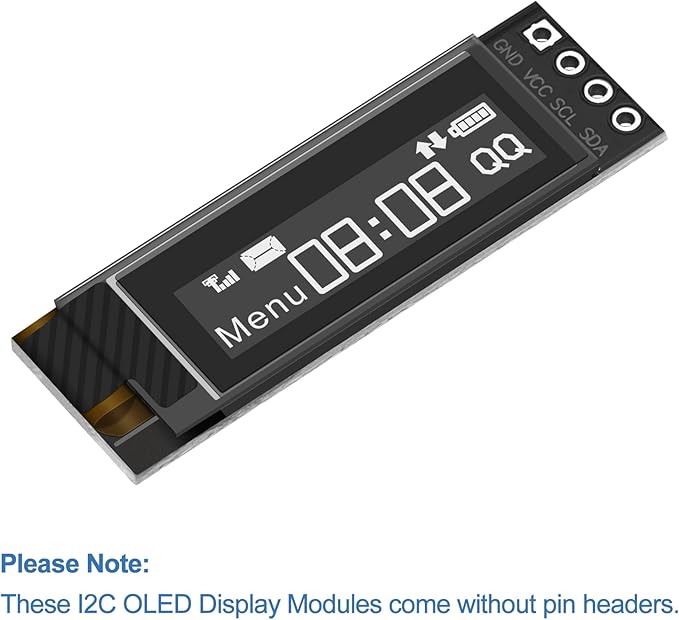 GND VCC SCL SDA
08:08 QQ
Menu
Please Note:
These I2C OLED Display Modules come without pin headers.